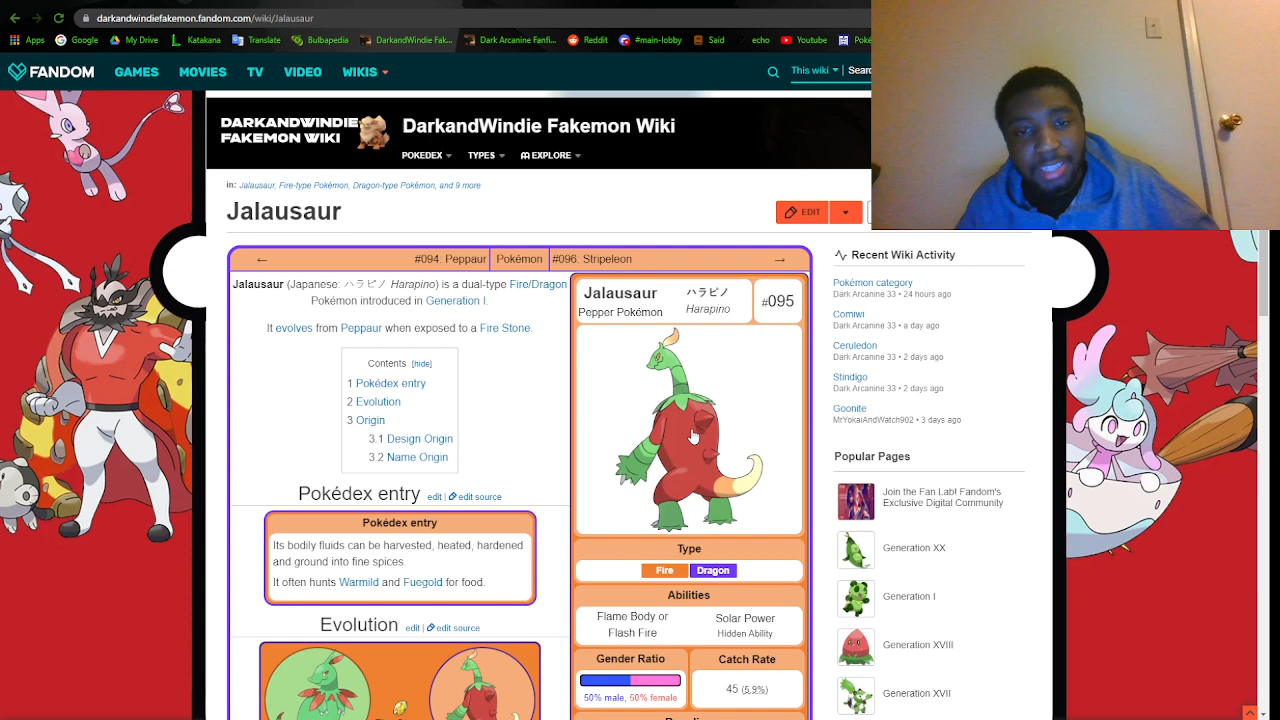 darkandwindiefakemon.fandom.com/wiki/Jalausaur
Apps Google My Drive Katakana Translate Bulbapedia DarkandWindie Fak... Dark Arcanine Fanfi... Reddit #main-lobby Said echo YouTube Poké
FANDOM GAMES MOVIES TV VIDEO WIKIS This wiki Searc
DARKANDWINDIE
FAKEMON WIKI
DarkandWindie Fakemon Wiki
POKEDEX TYPES EXPLORE
in: Jalausaur, Fire-type Pokémon, Dragon-type Pokémon, and 9 more
Jalausaur
EDIT
← #094: Peppaur Pokémon #096. Stripeleon →
Jalausaur (Japanese: ハラピノ Harapino) is a dual-type Fire/Dragon
Pokémon introduced in Generation I.
It evolves from Peppaur when exposed to a Fire Stone.
Contents [hide]
1 Pokédex entry
2 Evolution
3 Origin
3.1 Design Origin
3.2 Name Origin
Pokédex entry edit | edit source
Pokédex entry
Its bodily fluids can be harvested, heated, hardened
and ground into fine spices.
It often hunts Warmild and Fuegold for food.
Evolution edit | edit source
Jalausaur
Pepper Pokémon
ハラピノ
Harapino
#095
Type
Fire Dragon
Abilities
Flame Body or
Flash Fire
Solar Power
Hidden Ability
Gender Ratio
50% male, 50% female
Catch Rate
45 (5.9%)
Recent Wiki Activity
Pokémon category
Dark Arcanine 33 • 24 hours ago
Comiwi
Dark Arcanine 33 • a day ago
Ceruledon
Dark Arcanine 33 • 2 days ago
Stindigo
Dark Arcanine 33 • 2 days ago
Goonite
MrYokaiAndWatch902 • 3 days ago
Popular Pages
Join the Fan Lab! Fandom's
Exclusive Digital Community
Generation XX
Generation I
Generation XVIII
Generation XVII